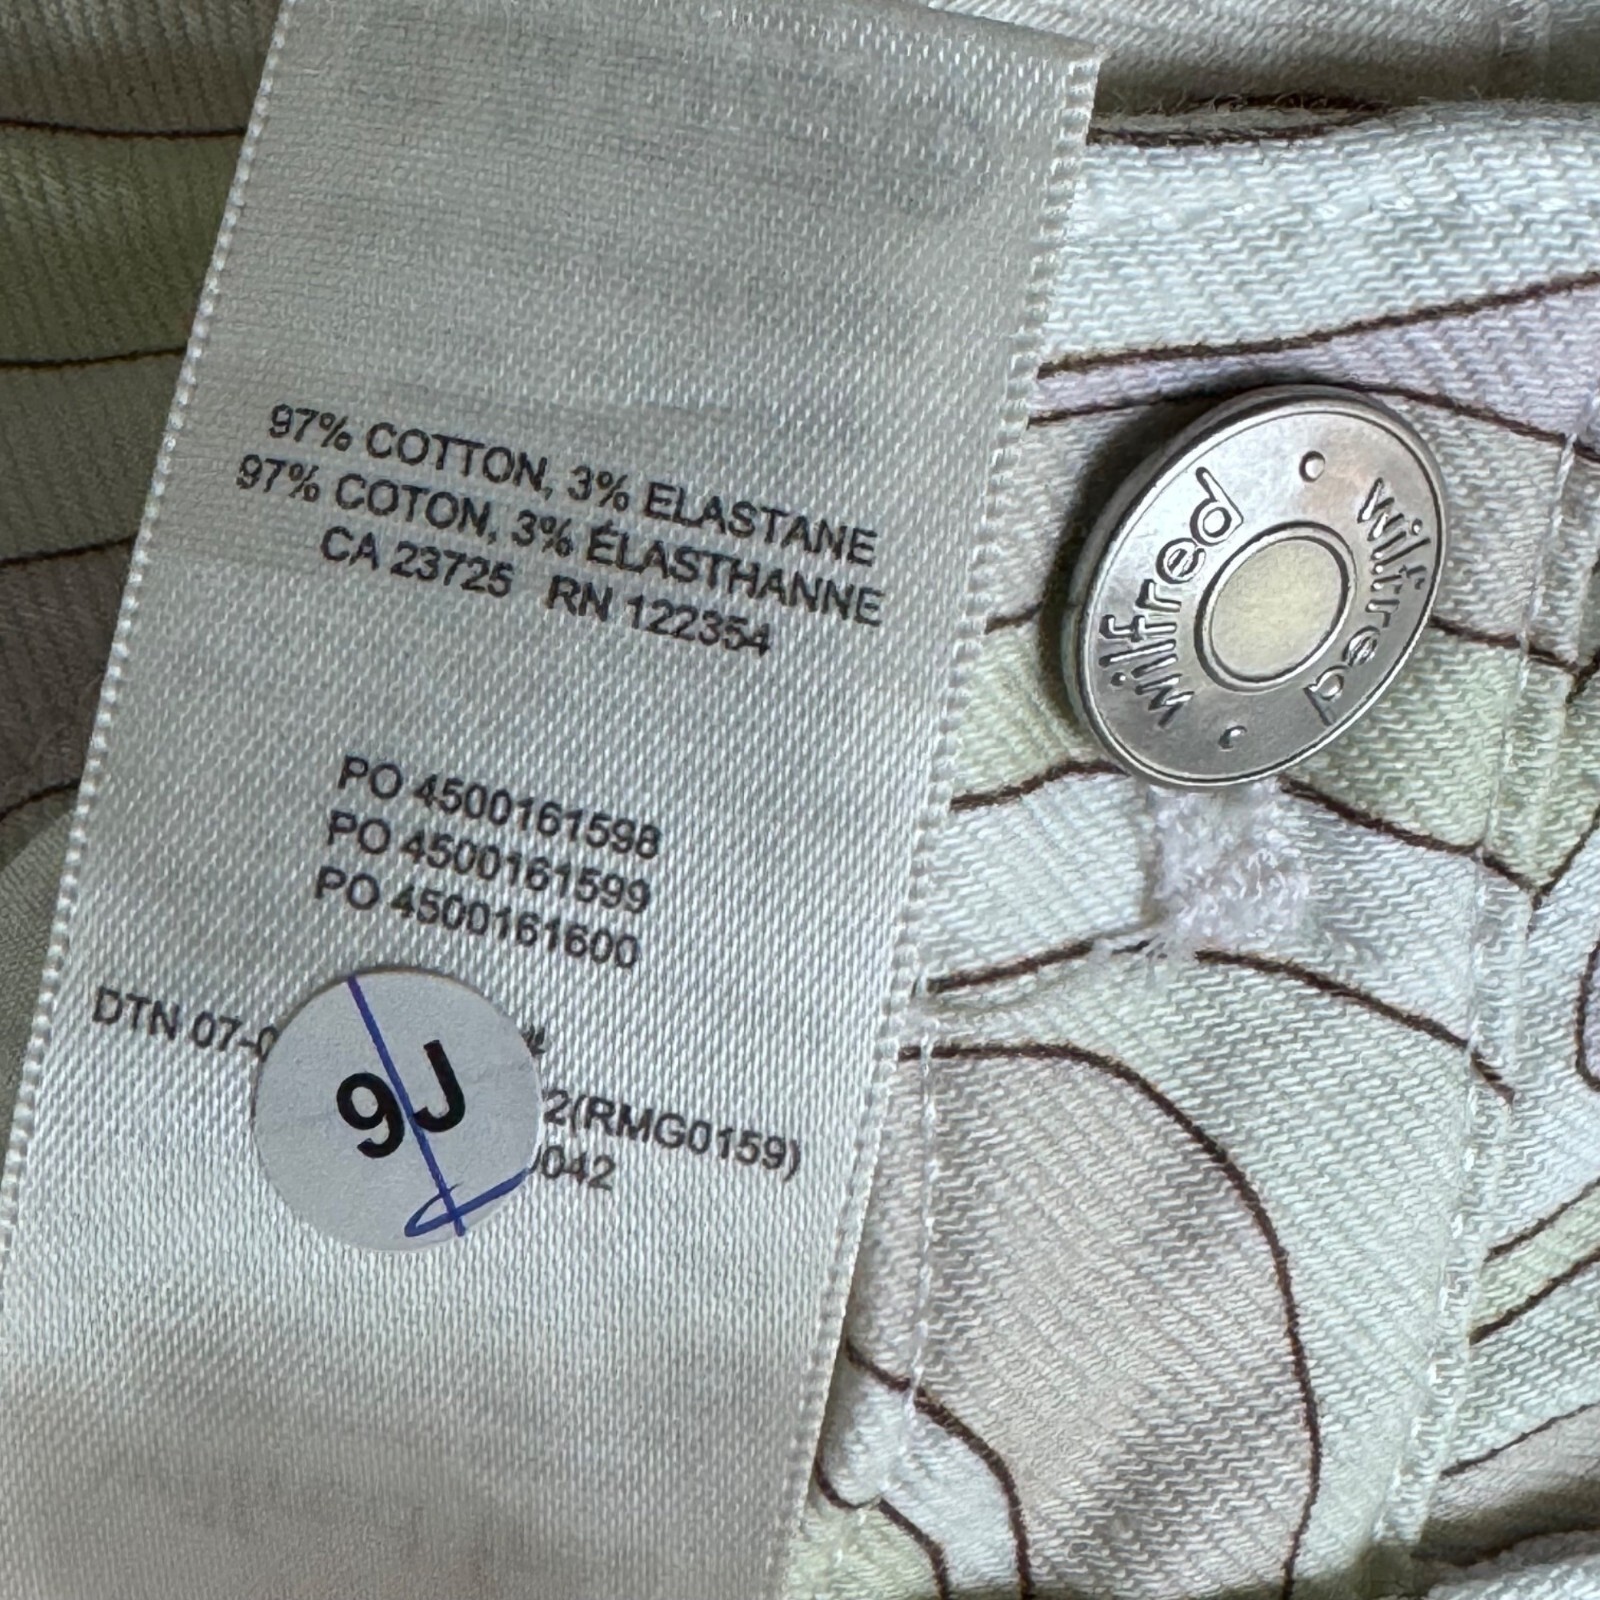 97% COTTON, 3% ELASTANE
97% COTON, 3% ÉLASTHANNE
CA 23725 RN 122354
PO 4500161598
PO 4500161599
PO 4500161600
DTN 07-
9J
2(RMG0159)
042
wilfred • wilfred •